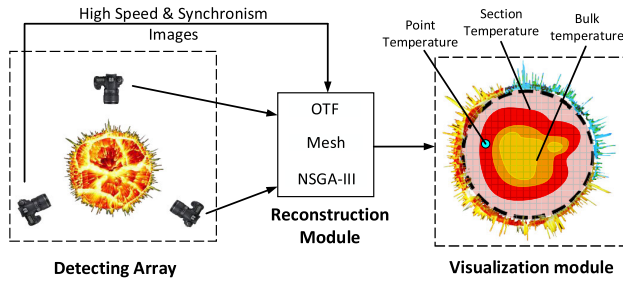 High Speed & Synchronism
Images
Detecting Array
OTF
Mesh
NSGA-III
Reconstruction
Module
Point
Temperature
Section
Temperature
Bulk
temperature
Visualization module